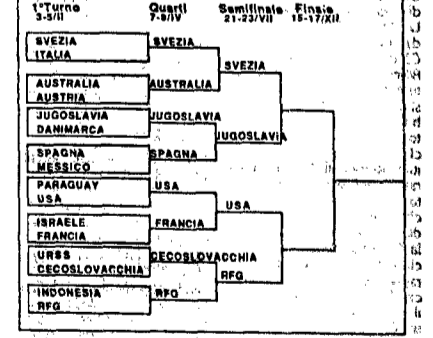 1°Turno Quarti Semifinale Finale
3-5/II 7-9/IV 21-23/VII 15-17/XII
SVEZIA
ITALIA
AUSTRALIA
AUSTRIA
JUGOSLAVIA
DANIMARCA
SPAGNA
MESSICO
PARAGUAY
USA
ISRAELE
FRANCIA
URSS
CECOSLOVACCHIA
INDONESIA
RFG
SVEZIA
AUSTRALIA
JUGOSLAVIA
SPAGNA
USA
FRANCIA
CECOSLOVACCHIA
RFG
SVEZIA
JUGOSLAVIA
USA
RFG